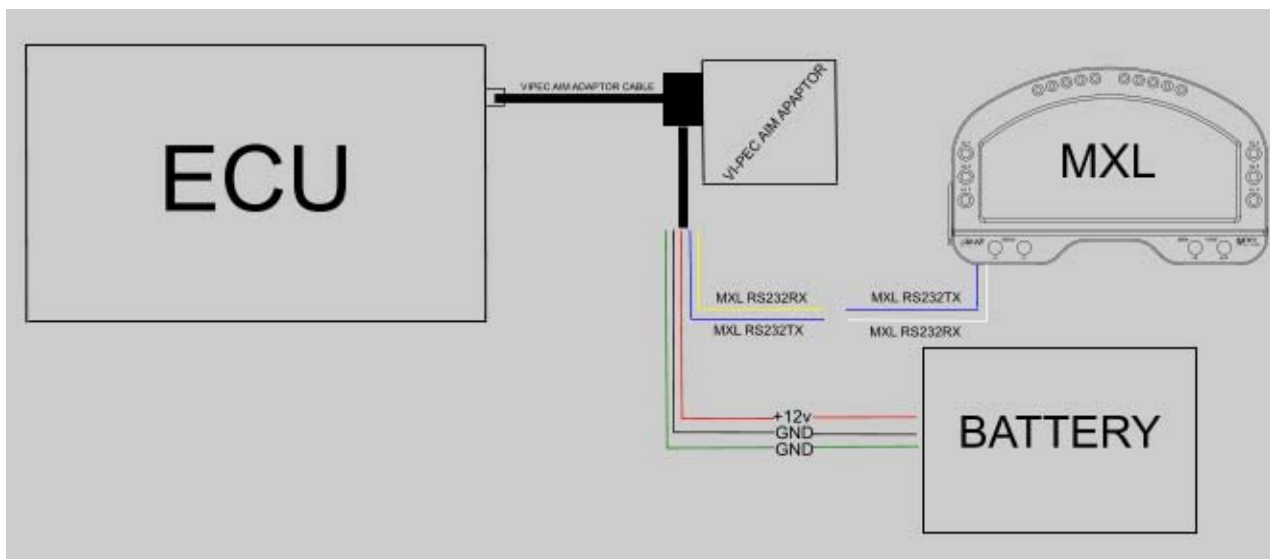 ECU
VIPEC AIM ADAPTOR CABLE
VI-PEC AIM APAPTOR
MXL
MXL RS232RX
MXL RS232TX
MXL RS232TX
MXL RS232RX
+12v
GND
GND
BATTERY